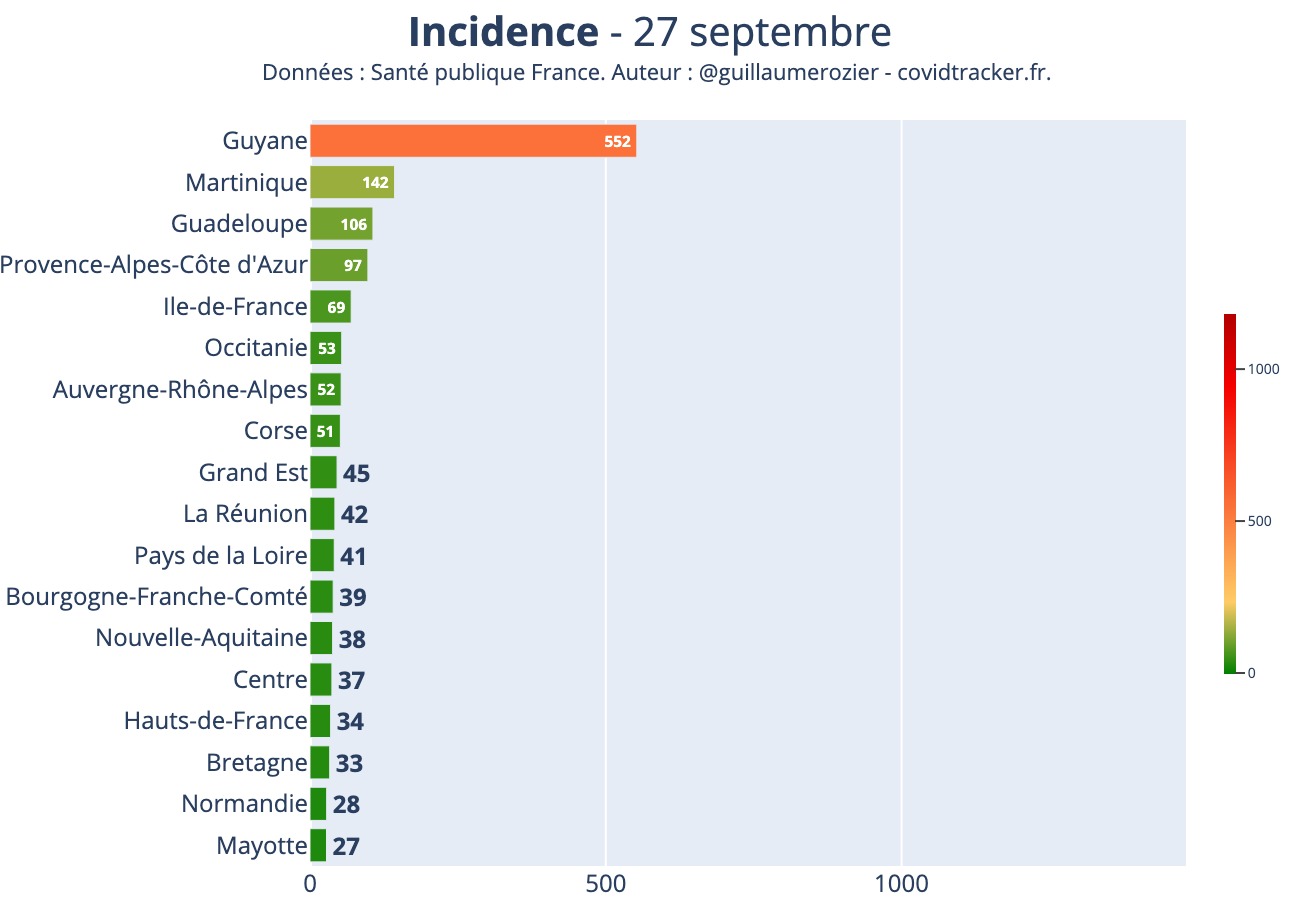 Incidence - 27 septembre
Données : Santé publique France. Auteur : @guillaumerozier - covidtracker.fr.
Guyane 552
Martinique 142
Guadeloupe 106
Provence-Alpes-Côte d'Azur 97
Ile-de-France 69
Occitanie 53
Auvergne-Rhône-Alpes 52
Corse 51
Grand Est 45
La Réunion 42
Pays de la Loire 41
Bourgogne-Franche-Comté 39
Nouvelle-Aquitaine 38
Centre 37
Hauts-de-France 34
Bretagne 33
Normandie 28
Mayotte 27
0 500 1000
1000
500
0